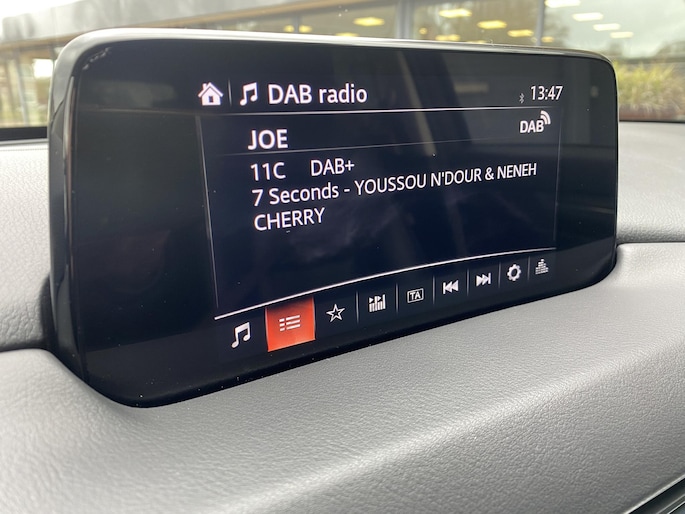 DAB radio
13:47
JOE
DAB
11C DAB+
7 Seconds - YOUSSOU N'DOUR & NENEH
CHERRY
TA